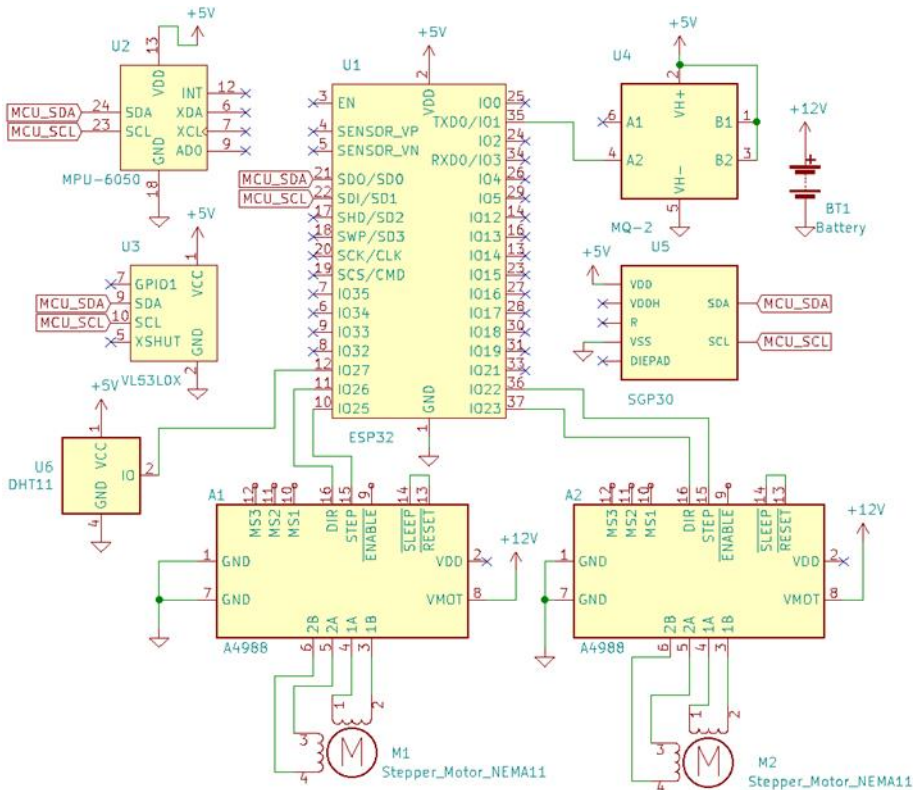 +5V
U2
13
VDD
MCU_SDA
24
SDA
MCU_SCL
23
SCL
INT
12
XDA
6
XCL
7
AD0
9
GND
18
MPU-6050
+5V
U3
1
VCC
7
GPIO1
MCU_SDA
9
SDA
MCU_SCL
10
SCL
5
XSHUT
GND
2
VL53L0X
+5V
1
U6
DHT11
VCC
IO
2
GND
4
+5V
U1
2
VDD
3
EN
4
SENSOR_VP
5
SENSOR_VN
MCU_SDA
21
SDO/SD0
MCU_SCL
22
SDI/SD1
17
SHD/SD2
18
SWP/SD3
20
SCK/CLK
19
SCS/CMD
7
IO35
6
IO34
9
IO33
8
IO32
12
IO27
11
IO26
10
IO25
IO0
25
TXD0/IO1
35
IO2
24
RXD0/IO3
34
IO4
26
IO5
29
IO12
14
IO13
16
IO14
13
IO15
23
IO16
27
IO17
28
IO18
30
IO19
31
IO21
33
IO22
36
IO23
37
GND
1
ESP32
+5V
U4
2
VH+
6
A1
4
A2
B1
1
B2
3
VH-
5
MQ-2
+12V
+
BT1
Battery
U5
+5V
VDD
VDDH
R
VSS
DIEPAD
SDA
MCU_SDA
SCL
MCU_SCL
SGP30
A1
12
11
10
16
15
9
14
13
MS3
MS2
MS1
DIR
STEP
ENABLE
SLEEP
RESET
1
GND
7
GND
VDD
2
VMOT
8
+12V
2B
2A
1A
1B
6
5
4
3
A4988
1
2
3
4
M
M1
Stepper_Motor_NEMA11
A2
12
11
10
16
15
9
14
13
MS3
MS2
MS1
DIR
STEP
ENABLE
SLEEP
RESET
1
GND
7
GND
VDD
2
VMOT
8
+12V
2B
2A
1A
1B
6
5
4
3
A4988
1
2
3
4
M
M2
Stepper_Motor_NEMA11